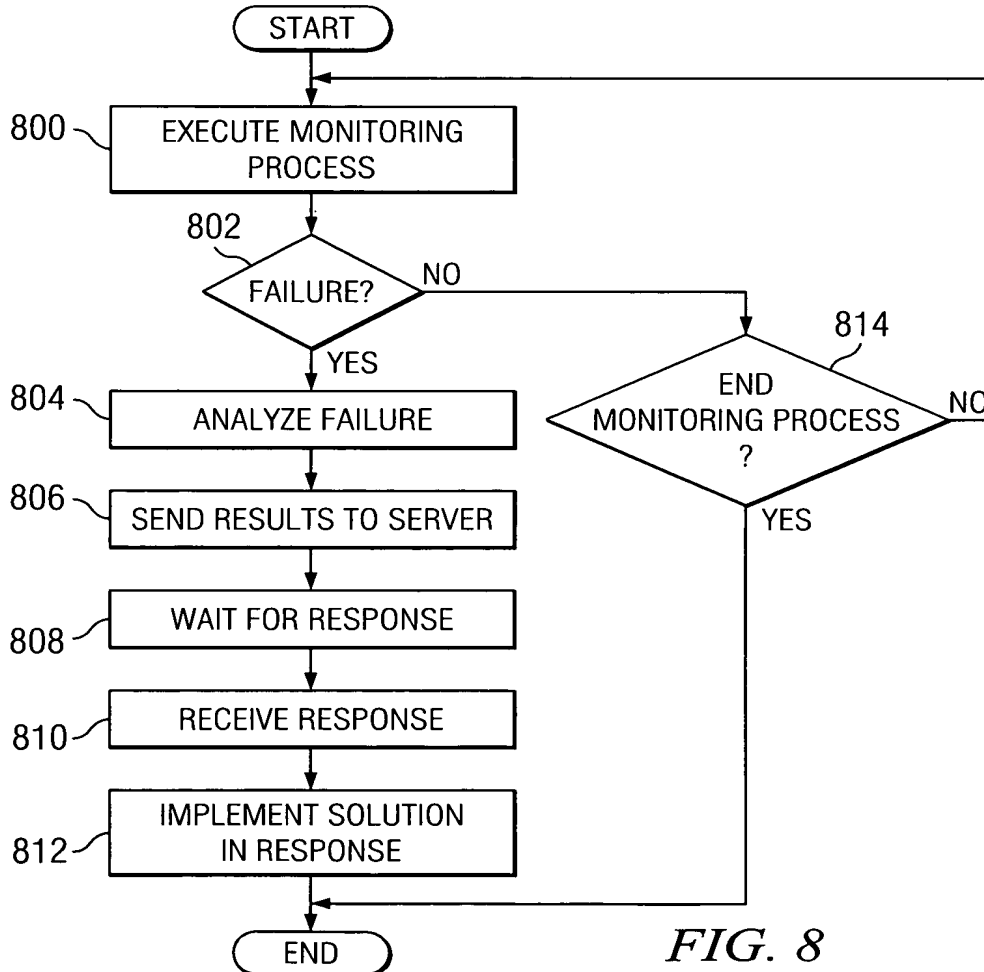 START
800
EXECUTE MONITORING
PROCESS
802
FAILURE?
NO
YES
814
END
MONITORING PROCESS
?
NO
YES
804
ANALYZE FAILURE
806
SEND RESULTS TO SERVER
808
WAIT FOR RESPONSE
810
RECEIVE RESPONSE
812
IMPLEMENT SOLUTION
IN RESPONSE
END
FIG. 8